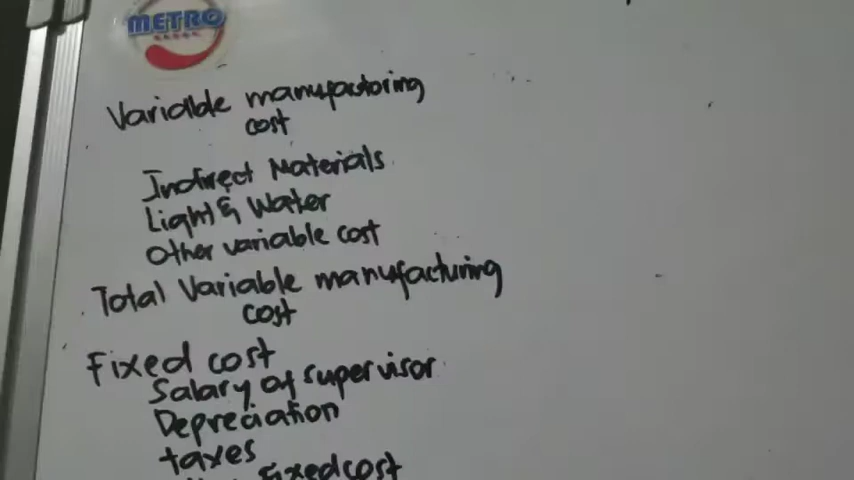 METRO
Variable manufactoring
cost
Indirect Materials
Light & Water
Other variable cost
Total Variable manufacturing
cost
Fixed cost
Salary of supervisor
Depreciation
taxes
fixed cost